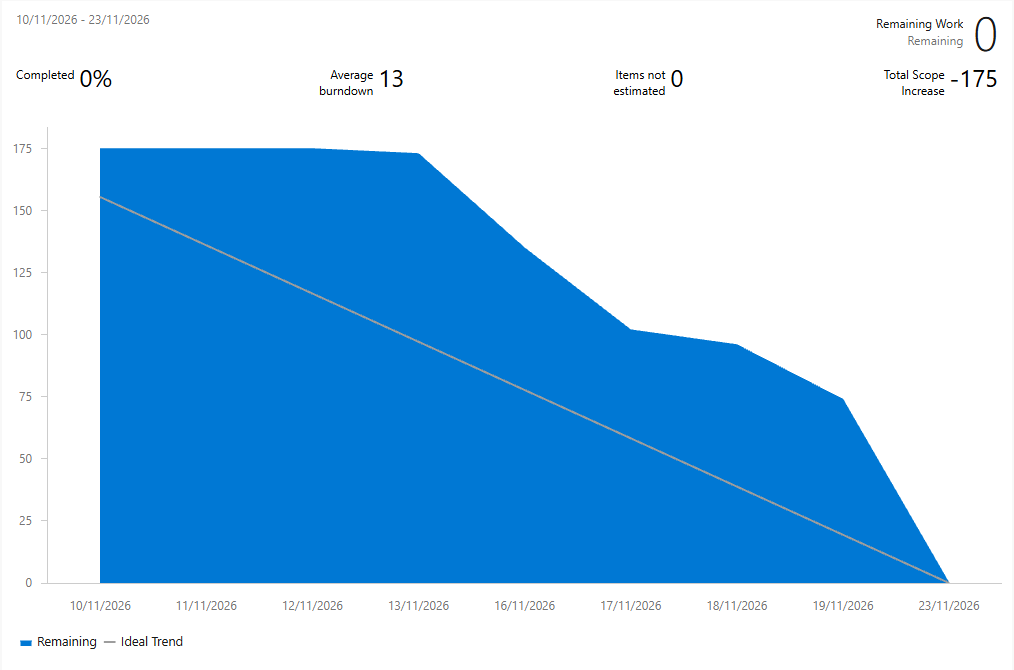 10/11/2026 - 23/11/2026
Remaining Work
Remaining
0
Completed 0%
Average
burndown
13
Items not
estimated
0
Total Scope
Increase
-175
175
150
125
100
75
50
25
0
10/11/2026
11/11/2026
12/11/2026
13/11/2026
16/11/2026
17/11/2026
18/11/2026
19/11/2026
23/11/2026
Remaining
Ideal Trend